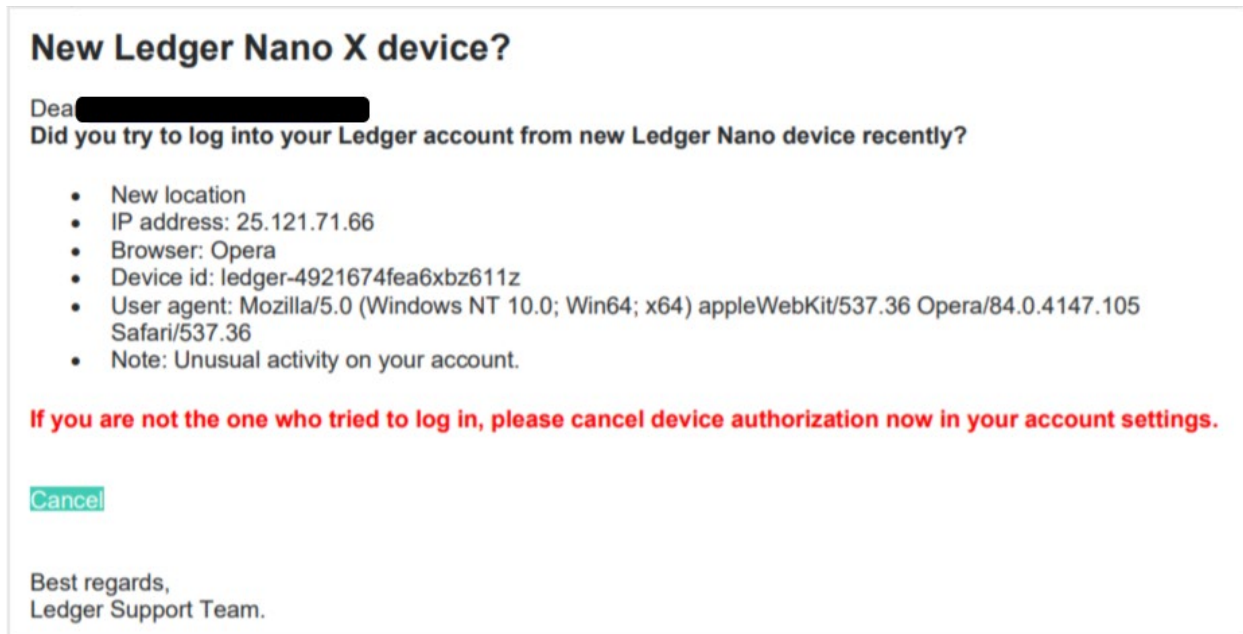 New Ledger Nano X device?
Dea
Did you try to log into your Ledger account from new Ledger Nano device recently?
• New location
• IP address: 25.121.71.66
• Browser: Opera
• Device id: ledger-4921674fea6xbz611z
• User agent: Mozilla/5.0 (Windows NT 10.0; Win64; x64) appleWebKit/537.36 Opera/84.0.4147.105
Safari/537.36
• Note: Unusual activity on your account.
If you are not the one who tried to log in, please cancel device authorization now in your account settings.
Cancel
Best regards,
Ledger Support Team.